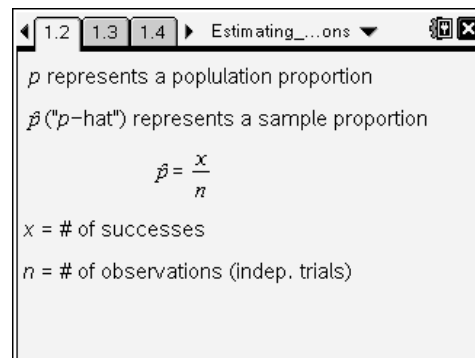 1.2 1.3 1.4 Estimating_...ons
p represents a poplulation proportion
p̂ ("p-hat") represents a sample proportion
p̂ = x/n
x = # of successes
n = # of observations (indep. trials)